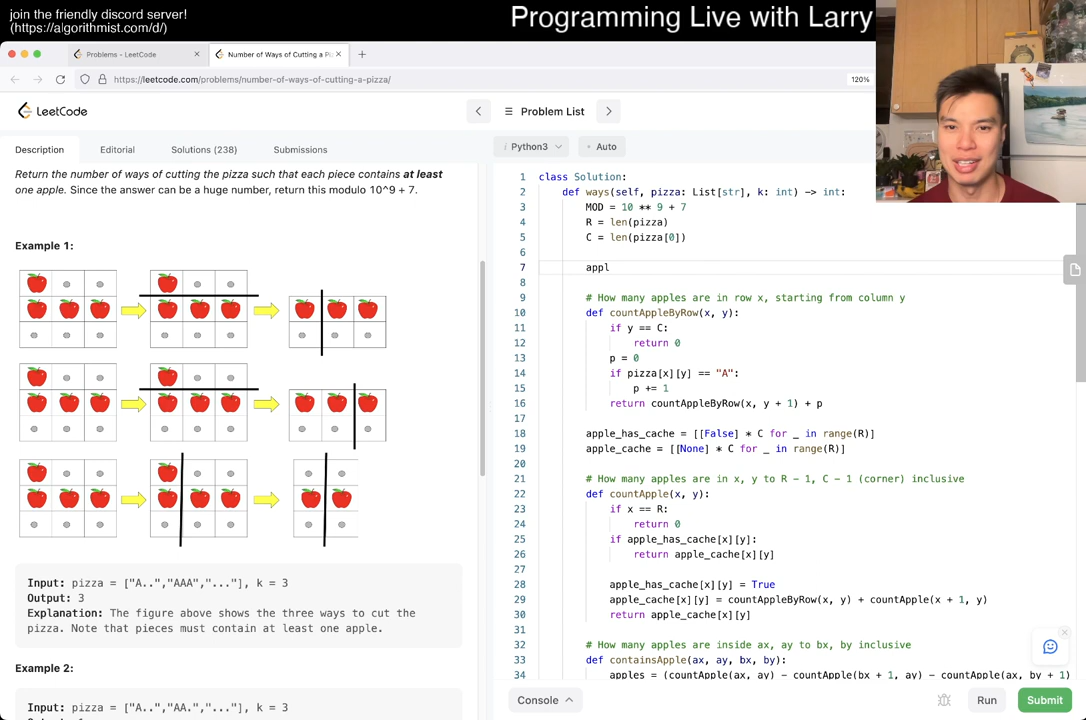 join the friendly discord server!
(https://algorithmist.com/d/)
Programming Live with Larry
Problems – LeetCode
Number of Ways of Cutting a Pi
https://leetcode.com/problems/number-of-ways-of-cutting-a-pizza/
120%
LeetCode
Problem List
Description
Editorial
Solutions (238)
Submissions
Return the number of ways of cutting the pizza such that each piece contains at least
one apple. Since the answer can be a huge number, return this modulo 10^9 + 7.
Example 1:
Input: pizza = ["A..","AAA","..."], k = 3
Output: 3
Explanation: The figure above shows the three ways to cut the
pizza. Note that pieces must contain at least one apple.
Example 2:
Input: pizza = ["A..","AA.","..."], k = 3
i Python3
Auto
1 class Solution:
2 def ways(self, pizza: List[str], k: int) -> int:
3 MOD = 10 ** 9 + 7
4 R = len(pizza)
5 C = len(pizza[0])
6
7 appl
8
9 # How many apples are in row x, starting from column y
10 def countAppleByRow(x, y):
11 if y == C:
12 return 0
13 p = 0
14 if pizza[x][y] == "A":
15 p += 1
16 return countAppleByRow(x, y + 1) + p
17
18 apple_has_cache = [[False] * C for _ in range(R)]
19 apple_cache = [[None] * C for _ in range(R)]
20
21 # How many apples are in x, y to R - 1, C - 1 (corner) inclusive
22 def countApple(x, y):
23 if x == R:
24 return 0
25 if apple_has_cache[x][y]:
26 return apple_cache[x][y]
27
28 apple_has_cache[x][y] = True
29 apple_cache[x][y] = countAppleByRow(x, y) + countApple(x + 1, y)
30 return apple_cache[x][y]
31
32 # How many apples are inside ax, ay to bx, by inclusive
33 def containsApple(ax, ay, bx, by):
34 apples = (countApple(ax, ay) - countApple(bx + 1, ay) - countApple(ax, by + 1)
Console
Run
Submit